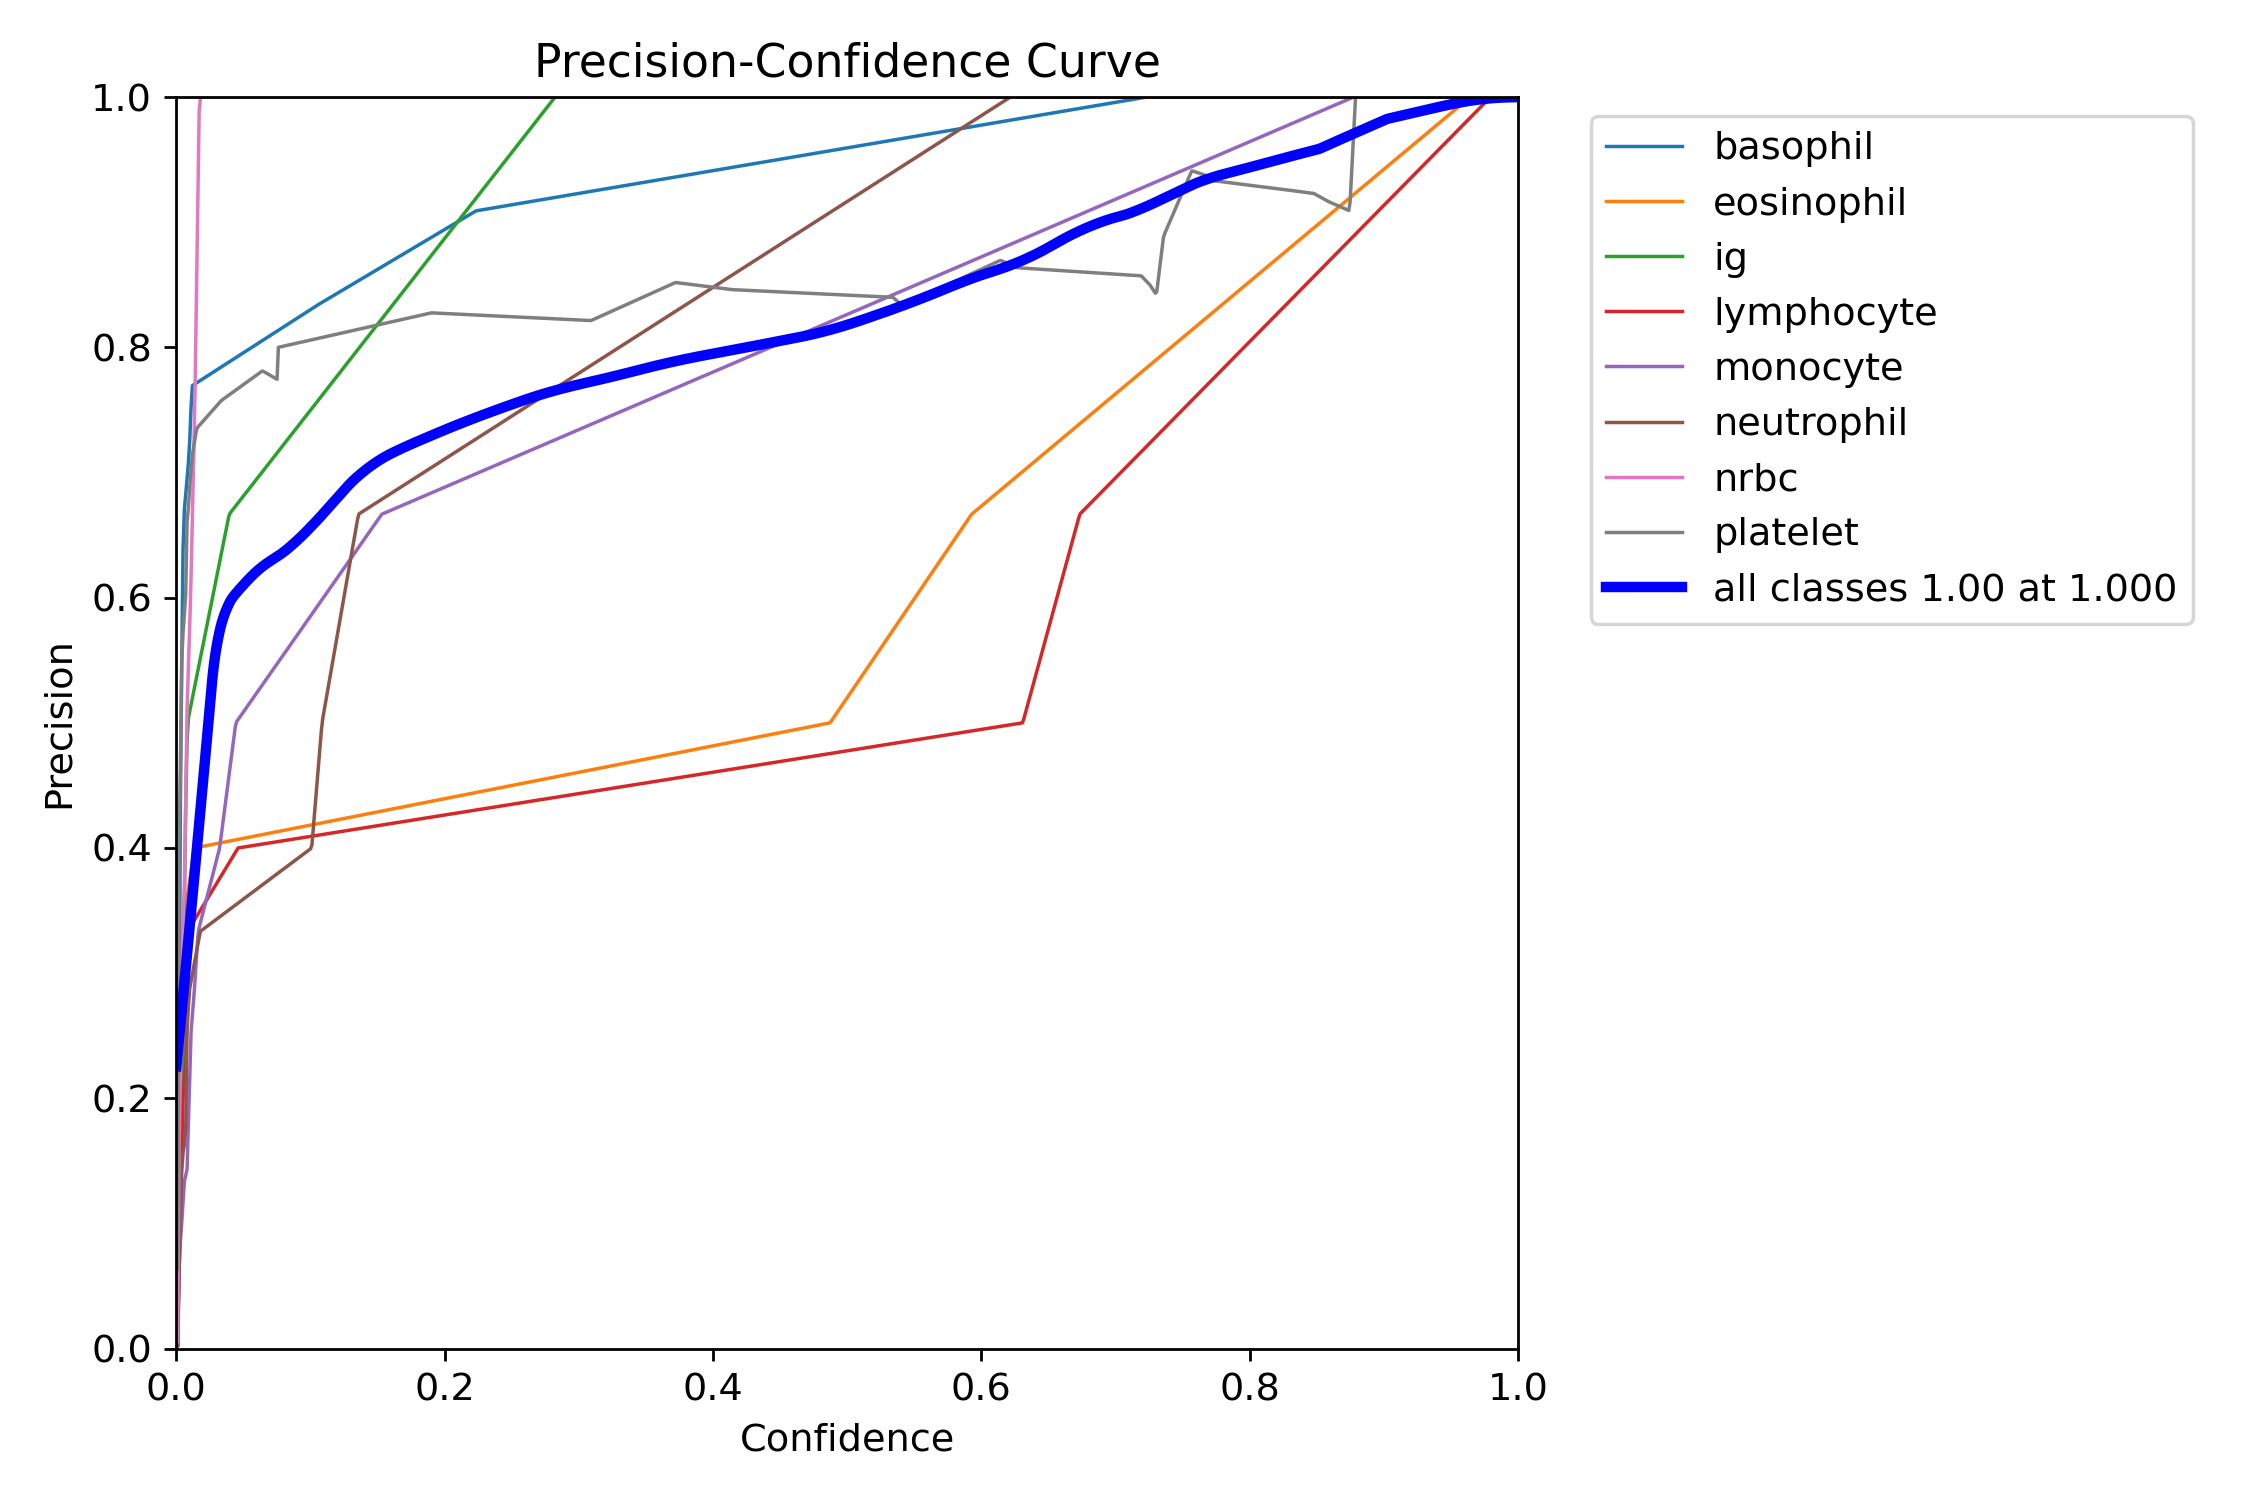 Precision-Confidence Curve
1.0
0.8
0.6
0.4
0.2
0.0
Precision
0.0 0.2 0.4 0.6 0.8 1.0
Confidence
basophil
eosinophil
ig
lymphocyte
monocyte
neutrophil
nrbc
platelet
all classes 1.00 at 1.000